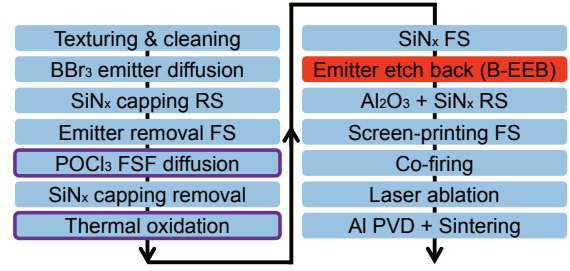 Texturing & cleaning
BBr₃ emitter diffusion
SiNₓ capping RS
Emitter removal FS
POCl₃ FSF diffusion
SiNₓ capping removal
Thermal oxidation
SiNₓ FS
Emitter etch back (B-EEB)
Al₂O₃ + SiNₓ RS
Screen-printing FS
Co-firing
Laser ablation
Al PVD + Sintering